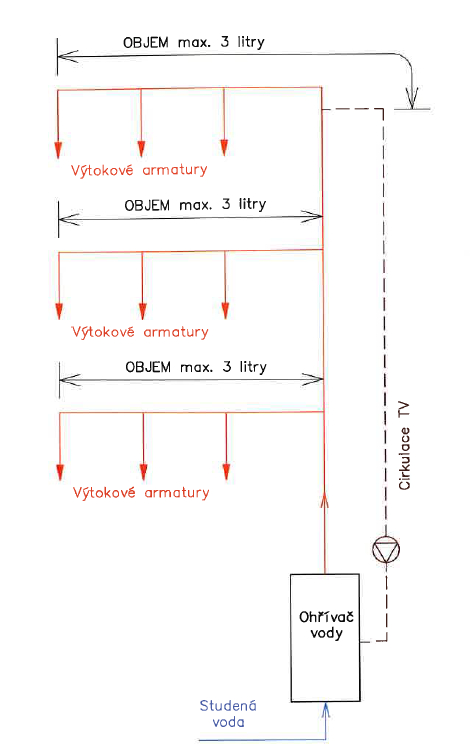 OBJEM max. 3 litry
Výtokové armatury
OBJEM max. 3 litry
Výtokové armatury
OBJEM max. 3 litry
Výtokové armatury
Cirkulace TV
Ohřívač
vody
Studená
voda